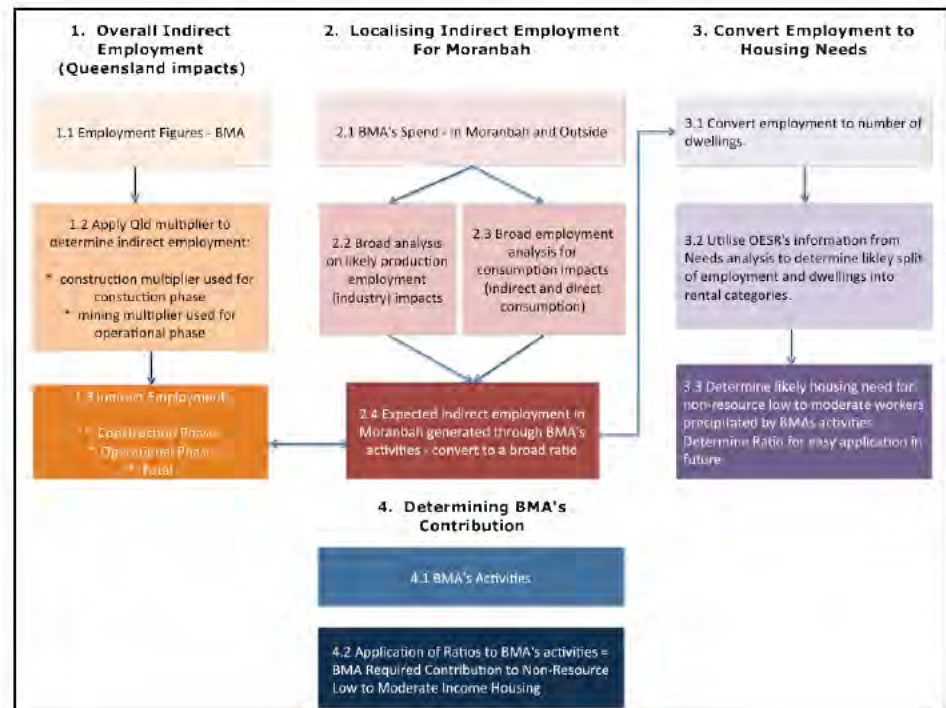 1. Overall Indirect
Employment
(Queensland impacts)
1.1 Employment Figures - BMA
1.2 Apply Qld multiplier to
determine indirect employment:
* construction multiplier used for
constuction phase
* mining multiplier used for
operational phase
1.3 Indirect Employment
* Construction Phase
* Operational Phase
* Total
2. Localising Indirect Employment
For Moranbah
2.1 BMA's Spend - in Moranbah and Outside
2.2 Broad analysis
on likely production
employment
(industry) impacts
2.3 Broad employment
analysis for
consumption impacts
(indirect and direct
consumption)
2.4 Expected indirect employment in
Moranbah generated through BMA's
activities - convert to a broad ratio
3. Convert Employment to
Housing Needs
3.1 Convert employment to number of
dwellings.
3.2 Utilise OESR's information from
Needs analysis to determine likley split
of employment and dwellings into
rental categories.
3.3 Determine likely housing need for
non-resource low to moderate workers
precipitated by BMAs activities
Determine Ratio for easy application in
future
4. Determining BMA's
Contribution
4.1 BMA's Activities
4.2 Application of Ratios to BMA's activities =
BMA Required Contribution to Non-Resource
Low to Moderate Income Housing